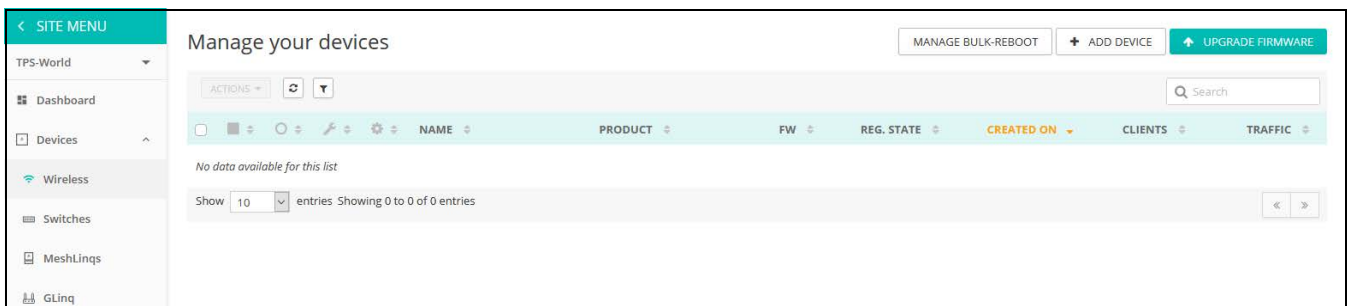 SITE MENU
TPS-World
Dashboard
Devices
Wireless
Switches
MeshLinqs
GLinq
Manage your devices
MANAGE BULK-REBOOT
ADD DEVICE
UPGRADE FIRMWARE
ACTIONS
Search
NAME PRODUCT FW REG. STATE CREATED ON CLIENTS TRAFFIC
No data available for this list
Show 10 entries Showing 0 to 0 of 0 entries